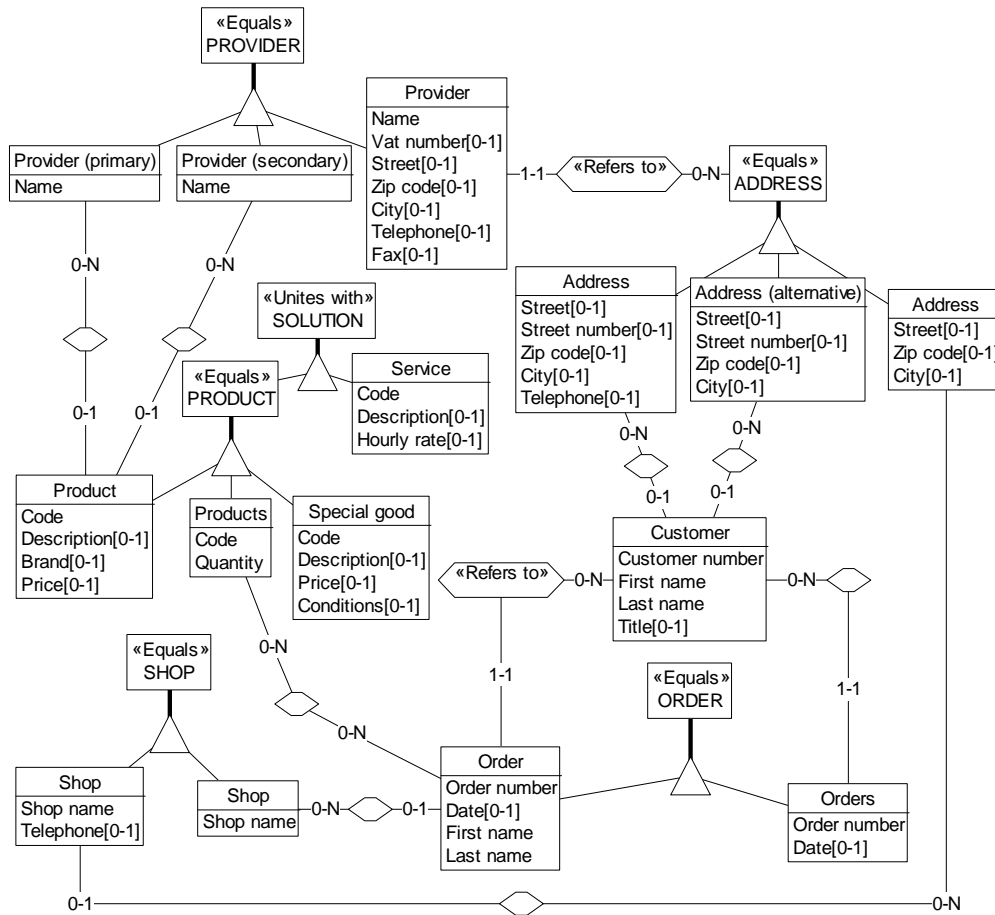 «Equals»
PROVIDER
Provider
Name
Vat number[0-1]
Street[0-1]
Zip code[0-1]
City[0-1]
Telephone[0-1]
Fax[0-1]
Provider (primary)
Name
Provider (secondary)
Name
1-1
«Refers to»
0-N
«Equals»
ADDRESS
0-N
0-N
«Unites with»
SOLUTION
Address
Street[0-1]
Street number[0-1]
Zip code[0-1]
City[0-1]
Telephone[0-1]
Address (alternative)
Street[0-1]
Street number[0-1]
Zip code[0-1]
City[0-1]
Address
Street[0-1]
Zip code[0-1]
City[0-1]
«Equals»
PRODUCT
Service
Code
Description[0-1]
Hourly rate[0-1]
0-1
0-1
0-N
0-N
0-1
0-1
Product
Code
Description[0-1]
Brand[0-1]
Price[0-1]
Products
Code
Quantity
Special good
Code
Description[0-1]
Price[0-1]
Conditions[0-1]
Customer
Customer number
First name
Last name
Title[0-1]
«Refers to»
0-N
0-N
0-N
«Equals»
SHOP
1-1
1-1
«Equals»
ORDER
0-N
Shop
Shop name
Telephone[0-1]
Shop
Shop name
0-N
0-1
Order
Order number
Date[0-1]
First name
Last name
Orders
Order number
Date[0-1]
0-1
0-N